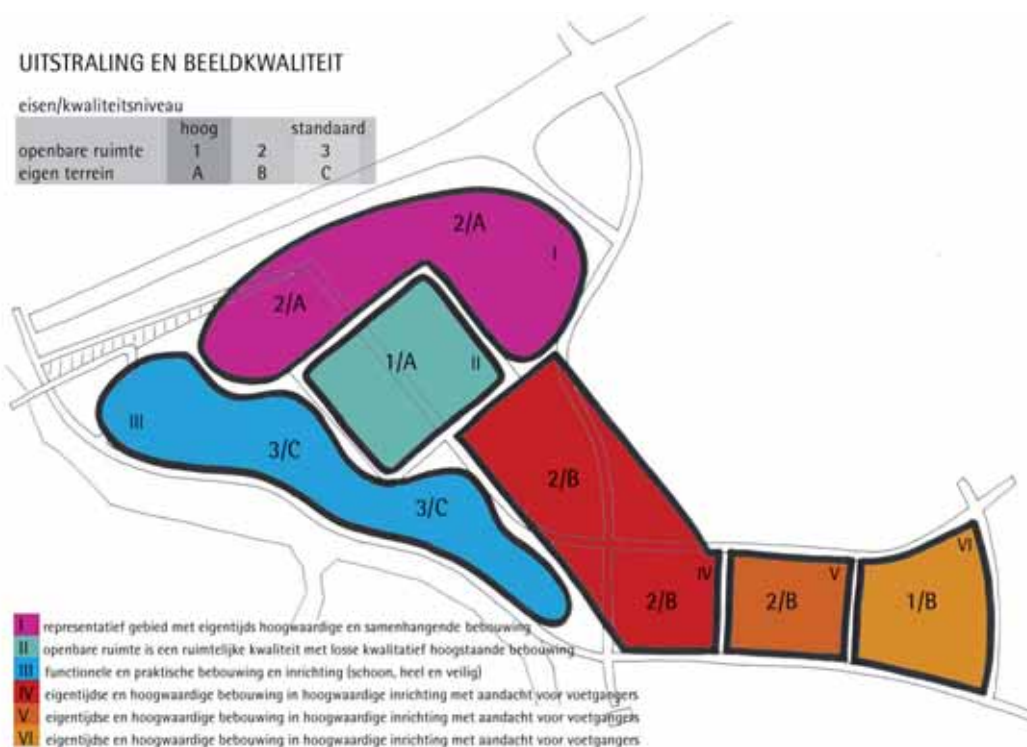 UITSTRALING EN BEELDKWALITEIT
eisen/kwaliteitsniveau
hoog standaard
openbare ruimte 1 2 3
eigen terrein A B C
2/A
I
2/A
1/A
II
III
3/C
3/C
2/B
IV
2/B
V
2/B
VI
1/B
I representatief gebied met eigentijds hoogwaardige en samenhangende bebouwing
II openbare ruimte is een ruimtelijke kwaliteit met losse kwalitatief hoogstaande bebouwing
III functionele en praktische bebouwing en inrichting (schoon, heel en veilig)
IV eigentijdse en hoogwaardige bebouwing in hoogwaardige inrichting met aandacht voor voetgangers
V eigentijdse en hoogwaardige bebouwing in hoogwaardige inrichting met aandacht voor voetgangers
VI eigentijdse en hoogwaardige bebouwing in hoogwaardige inrichting met aandacht voor voetgangers